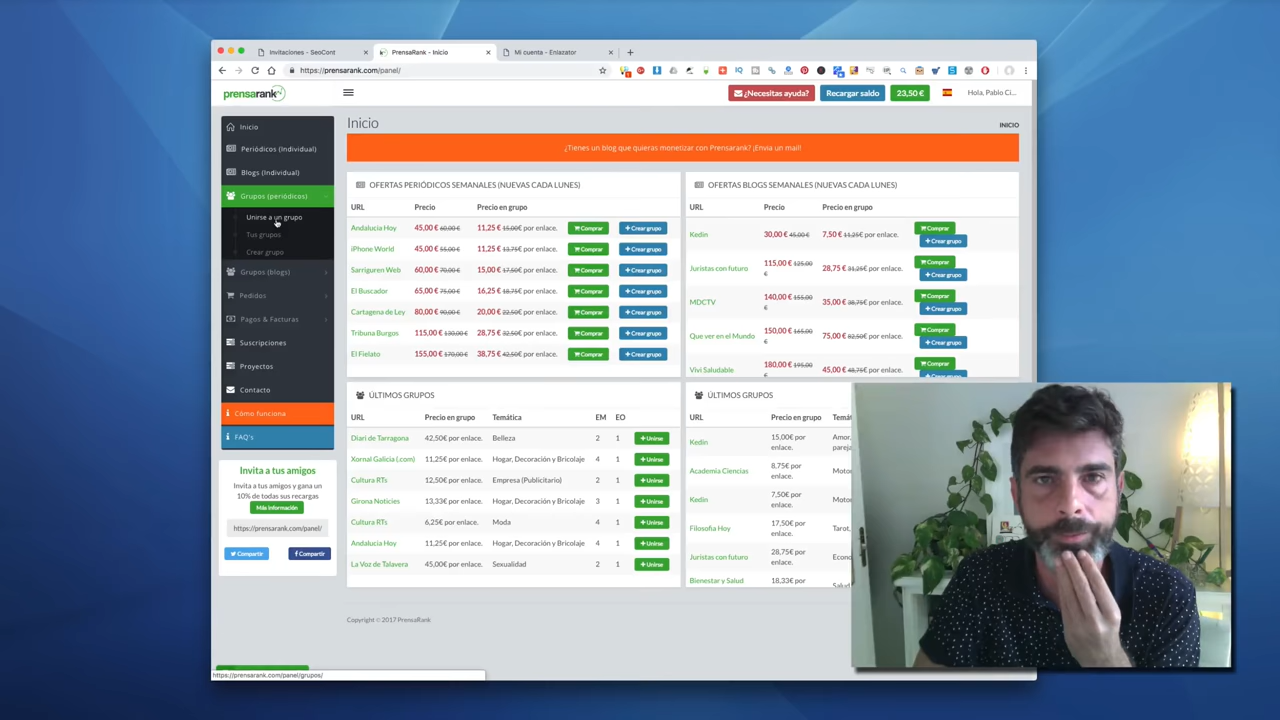 Invitaciones - SeoCont
PrensaRank - Inicio
Mi cuenta - Enlazator
https://prensarank.com/panel/
prensarank
¿Necesitas ayuda?
Recargar saldo
23,50 €
Hola, Pablo Ci...
Inicio
Periódicos (Individual)
Blogs (Individual)
Grupos (periódicos)
Unirse a un grupo
Tus grupos
Crear grupo
Grupos (blogs)
Pedidos
Pagos & Facturas
Suscripciones
Proyectos
Contacto
Cómo funciona
FAQ's
Invita a tus amigos
Invita a tus amigos y gana un
10% de todas sus recargas
Más información
https://prensarank.com/panel/
Compartir
Compartir
Inicio
INICIO
¿Tienes un blog que quieras monetizar con Prensarank? ¡Envia un mail!
OFERTAS PERIÓDICOS SEMANALES (NUEVAS CADA LUNES)
URL Precio Precio en grupo
Andalucía Hoy 45,00 € 60,00 € 11,25 € 15,00 € por enlace. Comprar Crear grupo
iPhone World 45,00 € 55,00 € 11,25 € 13,75 € por enlace. Comprar Crear grupo
Sarriguren Web 60,00 € 70,00 € 15,00 € 17,50 € por enlace. Comprar Crear grupo
El Buscador 65,00 € 75,00 € 16,25 € 18,75 € por enlace. Comprar Crear grupo
Cartagena de Ley 80,00 € 90,00 € 20,00 € 22,50 € por enlace. Comprar Crear grupo
Tribuna Burgos 115,00 € 130,00 € 28,75 € 32,50 € por enlace. Comprar Crear grupo
El Fielato 155,00 € 170,00 € 38,75 € 42,50 € por enlace. Comprar Crear grupo
OFERTAS BLOGS SEMANALES (NUEVAS CADA LUNES)
URL Precio Precio en grupo
Kedin 30,00 € 45,00 € 7,50 € 11,25 € por enlace. Comprar
Crear grupo
Juristas con futuro 115,00 € 125,00
€ 28,75 € 31,25 € por enlace. Comprar
Crear grupo
MDCTV 140,00 € 155,00
€ 35,00 € 38,75 € por enlace. Comprar
Crear grupo
Que ver en el Mundo 150,00 € 165,00
€ 75,00 € 82,50 € por enlace. Comprar
Crear grupo
Vivi Saludable 180,00 € 195,00
€ 45,00 € 48,75 € por enlace. Comprar
Crear grupo
ÚLTIMOS GRUPOS
URL Precio en grupo Temática EM EO
Diari de Tarragona 42,50€ por enlace. Belleza 2 1 Unirse
Xornal Galicia (.com) 11,25€ por enlace. Hogar, Decoración y Bricolaje 4 1 Unirse
Cultura RTs 12,50€ por enlace. Empresa (Publicitario) 2 1 Unirse
Girona Noticies 13,33€ por enlace. Hogar, Decoración y Bricolaje 3 1 Unirse
Cultura RTs 6,25€ por enlace. Moda 4 1 Unirse
Andalucía Hoy 11,25€ por enlace. Hogar, Decoración y Bricolaje 4 1 Unirse
La Voz de Talavera 45,00€ por enlace. Sexualidad 2 1 Unirse
ÚLTIMOS GRUPOS
URL Precio en grupo Temá
Kedin 15,00€ por
enlace. Amor,
pareja
Academia Ciencias 8,75€ por
enlace. Motor
Kedin 7,50€ por
enlace. Motor
Filosofia Hoy 17,50€ por
enlace. Tarot,
Juristas con futuro 28,75€ por
enlace. Econo
Bienestar y Salud 18,33€ por
enlace. Salud
Copyright © 2017 PrensaRank
https://prensarank.com/panel/grupos/